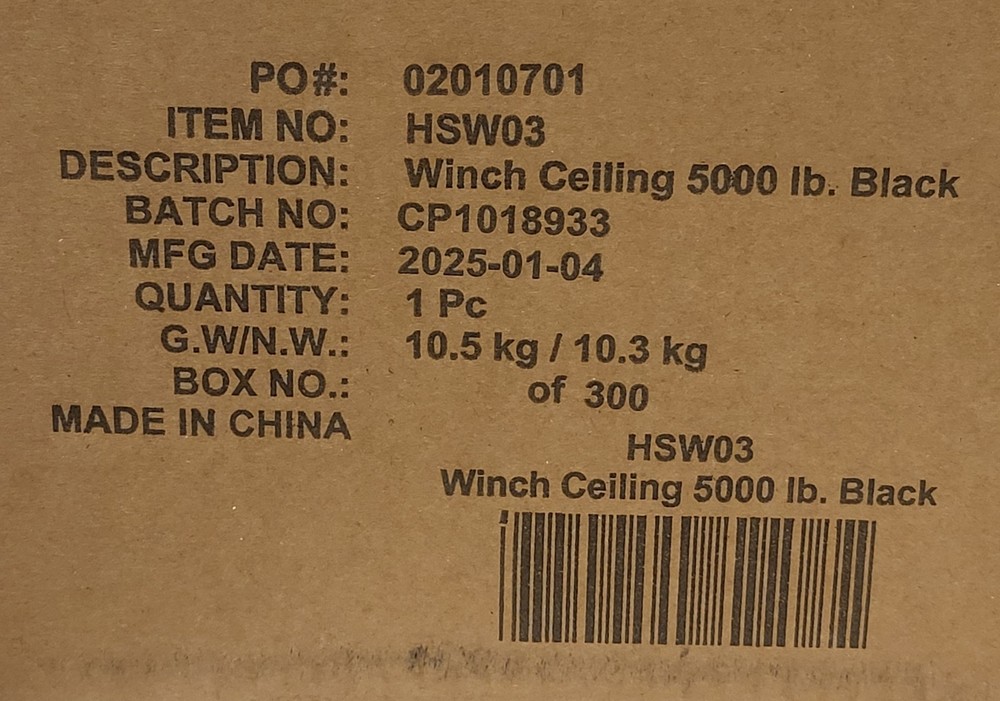 PO#: 02010701
ITEM NO: HSW03
DESCRIPTION: Winch Ceiling 5000 lb. Black
BATCH NO: CP1018933
MFG DATE: 2025-01-04
QUANTITY: 1 Pc
G.W/N.W.: 10.5 kg / 10.3 kg
BOX NO.: of 300
MADE IN CHINA
HSW03
Winch Ceiling 5000 lb. Black